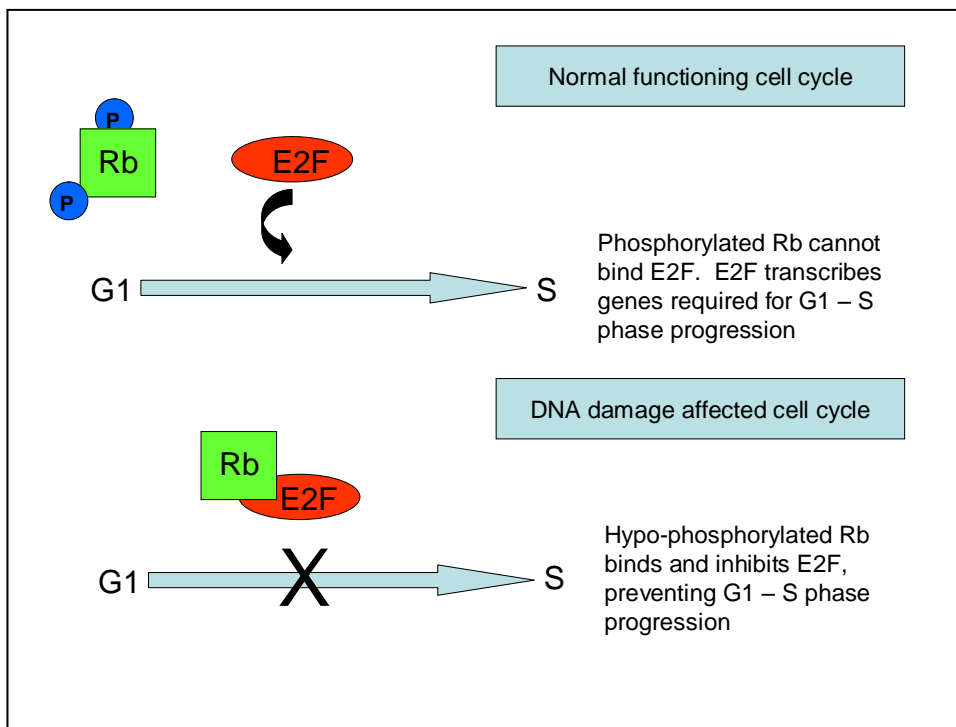 Normal functioning cell cycle
P
Rb
E2F
P
Phosphorylated Rb cannot
bind E2F.  E2F transcribes
genes required for G1 – S
phase progression
G1
S
DNA damage affected cell cycle
Rb
E2F
Hypo-phosphorylated Rb
binds and inhibits E2F,
preventing G1 – S phase
progression
G1
X
S